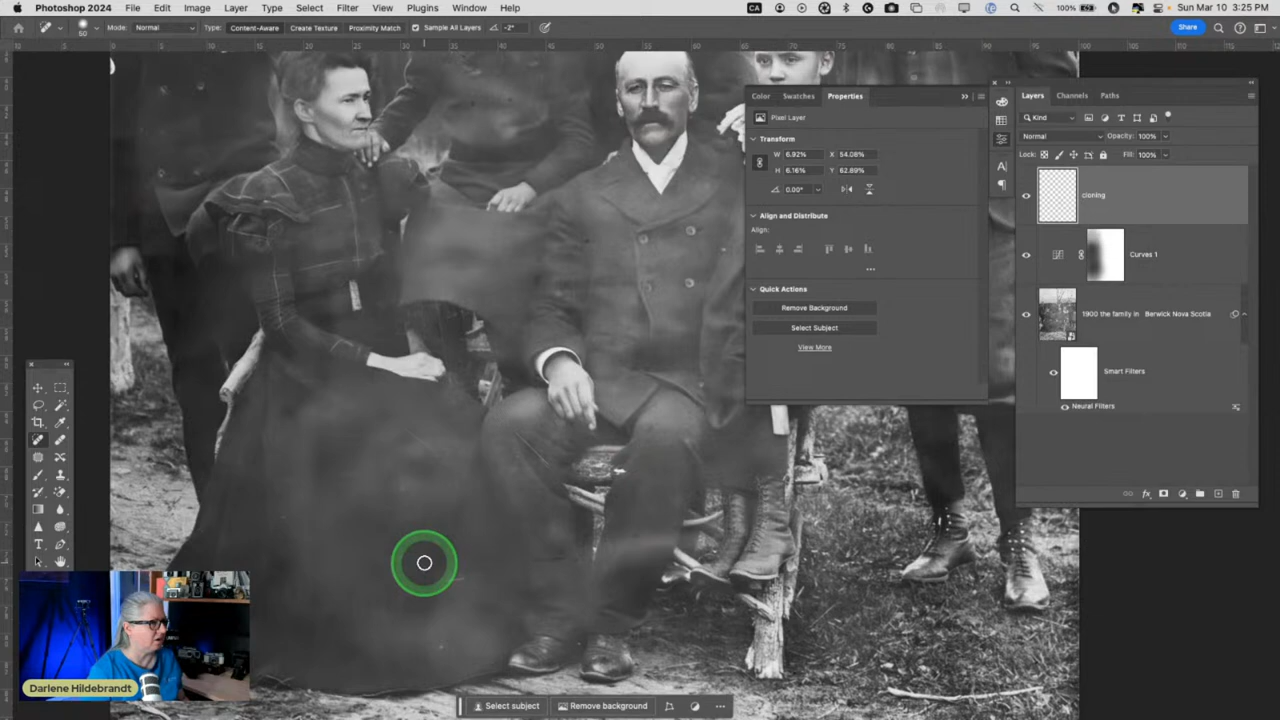 Photoshop 2024 File Edit Image Layer Type Select Filter View Plugins Window Help 100% Sun Mar 10 3:25 PM
60 Mode: Normal Type: Content-Aware Create Texture Proximity Match Sample All Layers -2° Share
Color Swatches Properties
Pixel Layer
Transform
W 6.92% X 54.08%
H 6.16% Y 62.89%
0.00°
Align and Distribute
Align:
Quick Actions
Remove Background
Select Subject
View More
Layers Channels Paths
Kind
Normal Opacity: 100%
Lock: Fill: 100%
cloning
Curves 1
1900 the family in Berwick Nova Scotia
Smart Filters
Neural Filters
Darlene Hildebrandt
Select subject Remove background